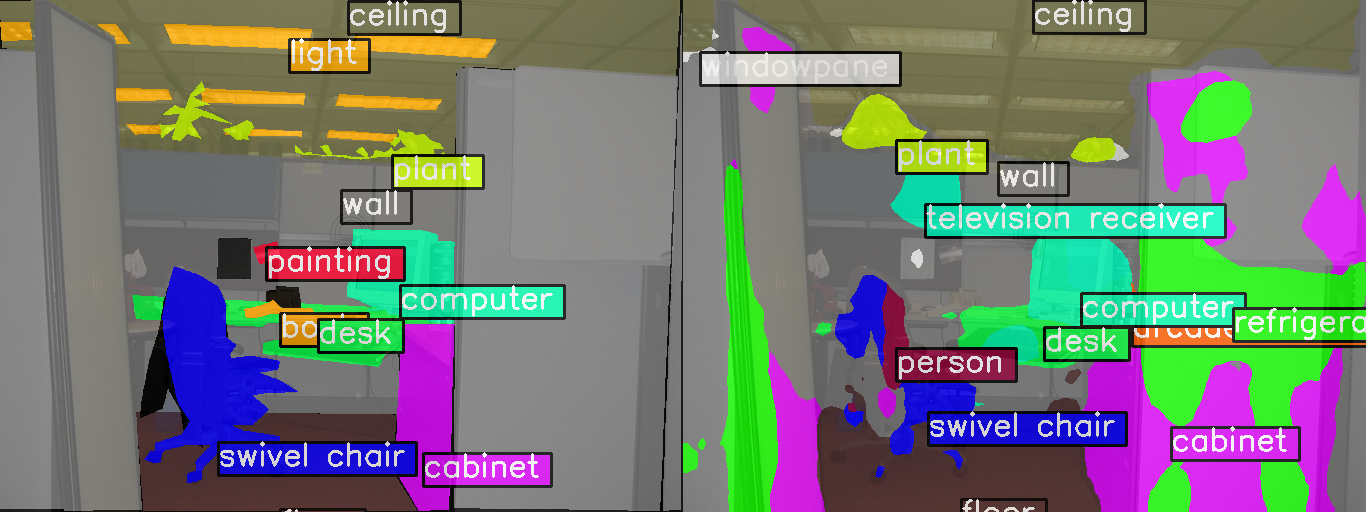 ceiling
light
plant
wall
painting
computer
desk
swivel chair
cabinet
ceiling
windowpane
plant
wall
television receiver
computer
desk
person
swivel chair
cabinet
floor